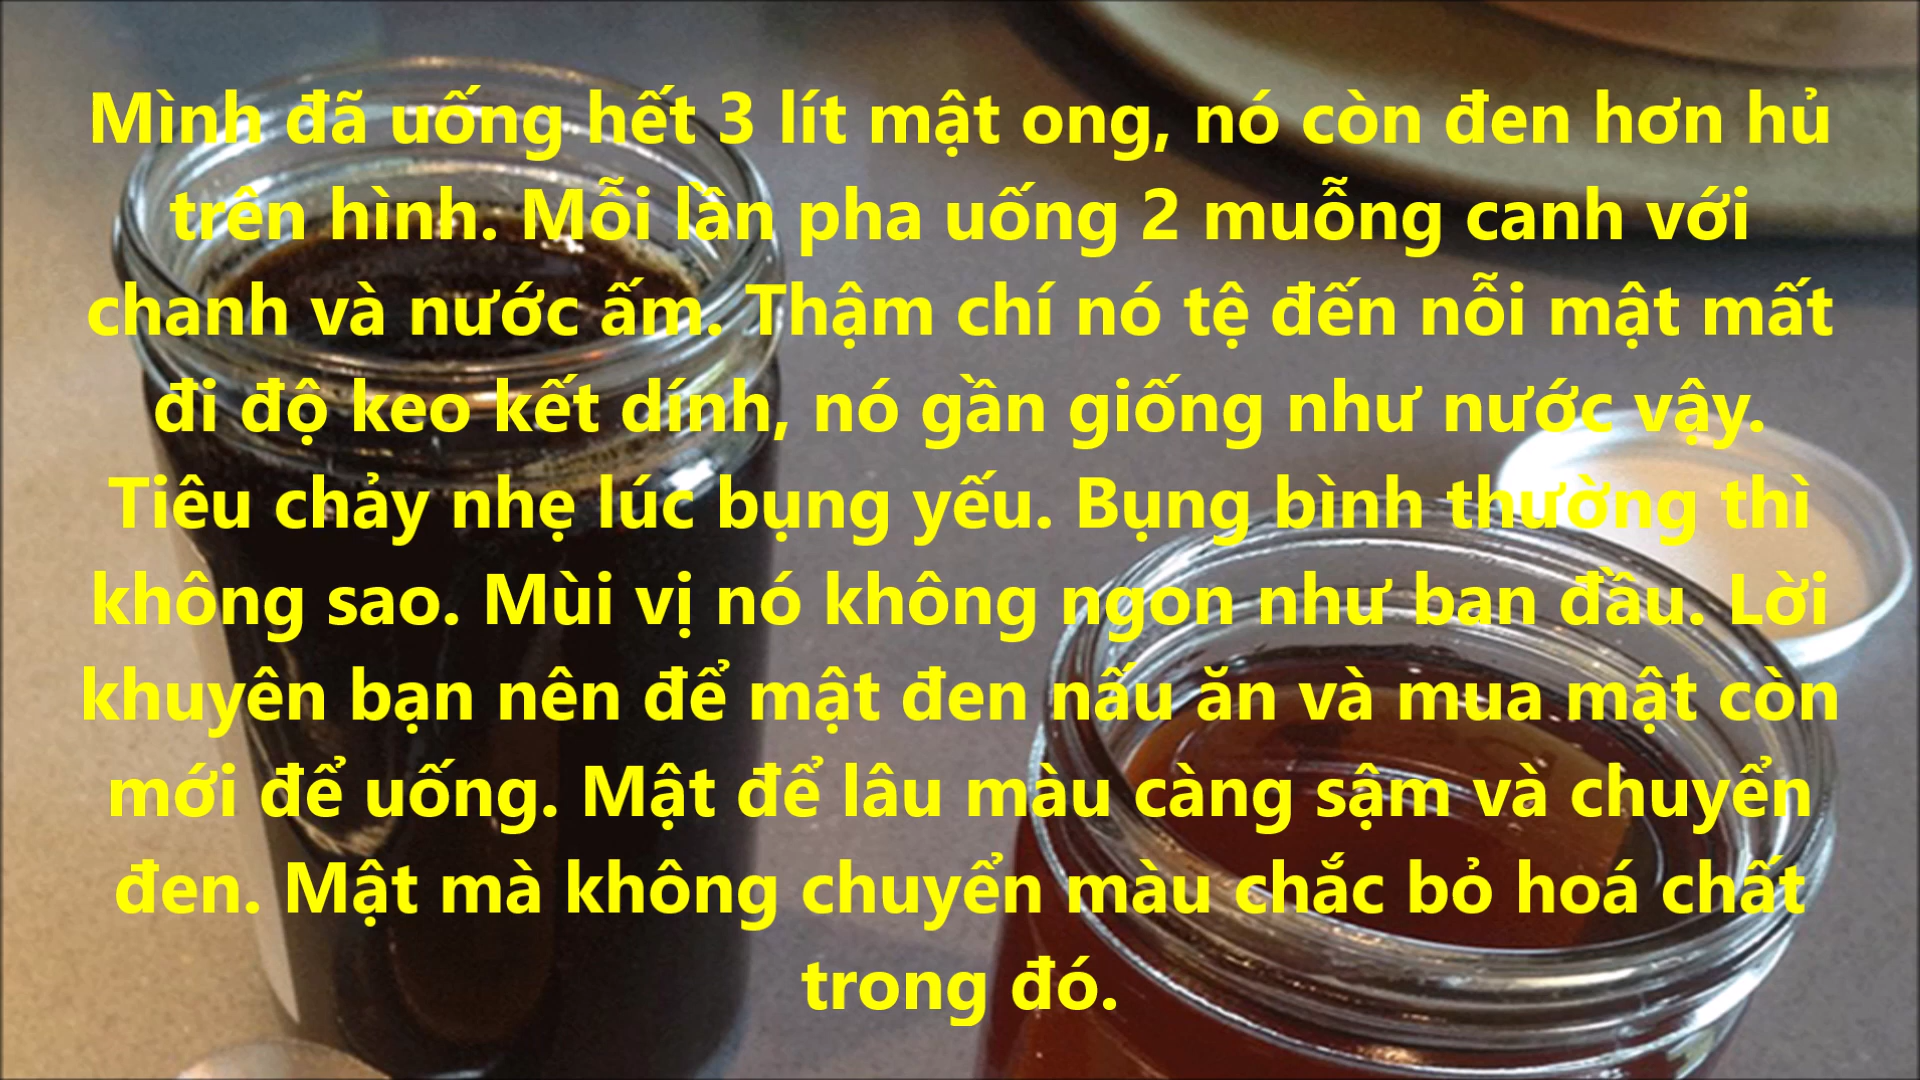 Mình đã uống hết 3 lít mật ong, nó còn đen hơn hủ
trên hình. Mỗi lần pha uống 2 muỗng canh với
chanh và nước ấm. Thậm chí nó tệ đến nỗi mật mất
đi độ keo kết dính, nó gần giống như nước vậy.
Tiêu chảy nhẹ lúc bụng yếu. Bụng bình thường thì
không sao. Mùi vị nó không ngon như ban đầu. Lời
khuyên bạn nên để mật đen nấu ăn và mua mật còn
mới để uống. Mật để lâu màu càng sậm và chuyển
đen. Mật mà không chuyển màu chắc bỏ hoá chất
trong đó.